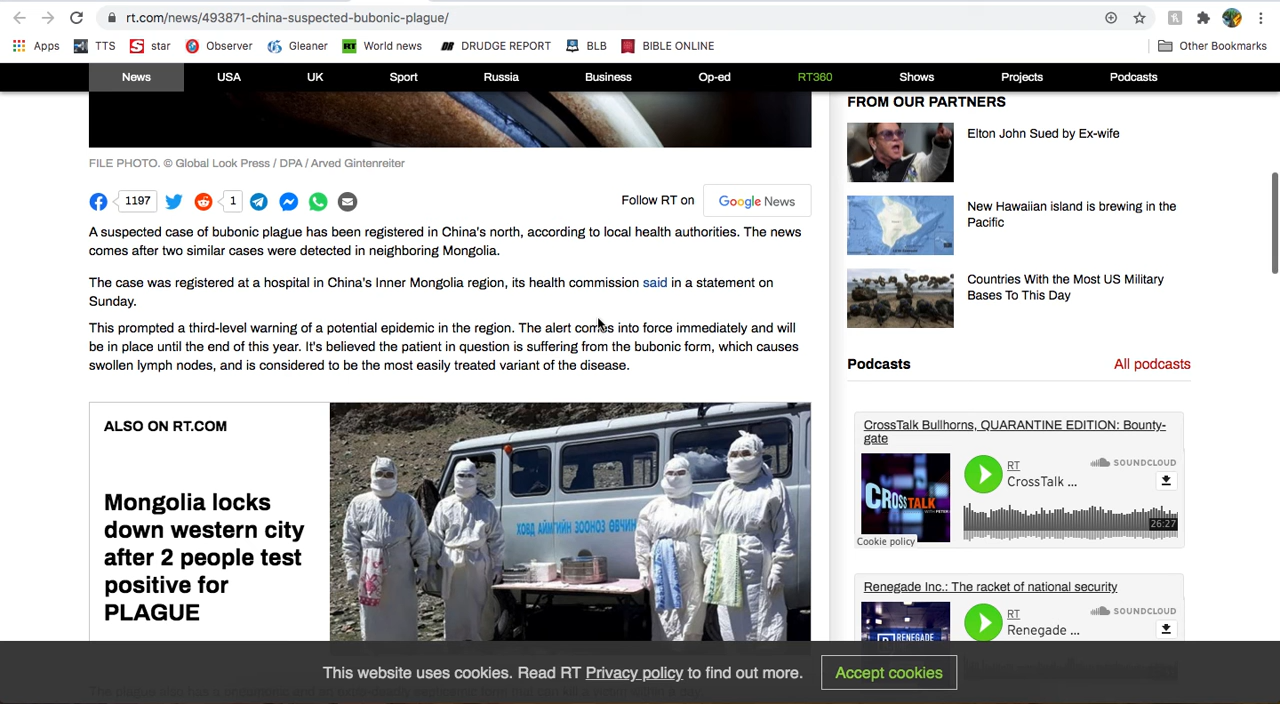 rt.com/news/493871-china-suspected-bubonic-plague/
Apps TTS star Observer Gleaner World news DRUDGE REPORT BLB BIBLE ONLINE Other Bookmarks
News USA UK Sport Russia Business Op-ed RT360 Shows Projects Podcasts
FILE PHOTO. © Global Look Press / DPA / Arved Gintenreiter
1197 1
Follow RT on Google News
A suspected case of bubonic plague has been registered in China's north, according to local health authorities. The news
comes after two similar cases were detected in neighboring Mongolia.
The case was registered at a hospital in China's Inner Mongolia region, its health commission said in a statement on
Sunday.
This prompted a third-level warning of a potential epidemic in the region. The alert comes into force immediately and will
be in place until the end of this year. It's believed the patient in question is suffering from the bubonic form, which causes
swollen lymph nodes, and is considered to be the most easily treated variant of the disease.
ALSO ON RT.COM
Mongolia locks
down western city
after 2 people test
positive for
PLAGUE
ХОВД АЙМГИЙН ЗООНОЗ ӨВЧИН
FROM OUR PARTNERS
Elton John Sued by Ex-wife
New Hawaiian island is brewing in the
Pacific
Countries With the Most US Military
Bases To This Day
Podcasts
All podcasts
CrossTalk Bullhorns, QUARANTINE EDITION: Bounty-
gate
CROSSTALK
RT
SOUNDCLOUD
CrossTalk ...
26:27
Cookie policy
Renegade Inc.: The racket of national security
RENEGADE
RT
SOUNDCLOUD
Renegade ...
This website uses cookies. Read RT Privacy policy to find out more.
Accept cookies